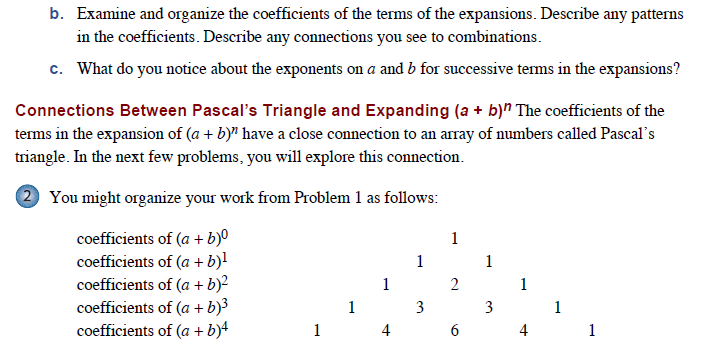 b. Examine and organize the coefficients of the terms of the expansions. Describe any patterns
in the coefficients. Describe any connections you see to combinations.
c. What do you notice about the exponents on a and b for successive terms in the expansions?
Connections Between Pascal's Triangle and Expanding (a + b)ⁿ The coefficients of the
terms in the expansion of (a + b)ⁿ have a close connection to an array of numbers called Pascal's
triangle. In the next few problems, you will explore this connection.
2 You might organize your work from Problem 1 as follows:
coefficients of (a + b)⁰ 1
coefficients of (a + b)¹ 1 1
coefficients of (a + b)² 1 2 1
coefficients of (a + b)³ 1 3 3 1
coefficients of (a + b)⁴ 1 4 6 4 1